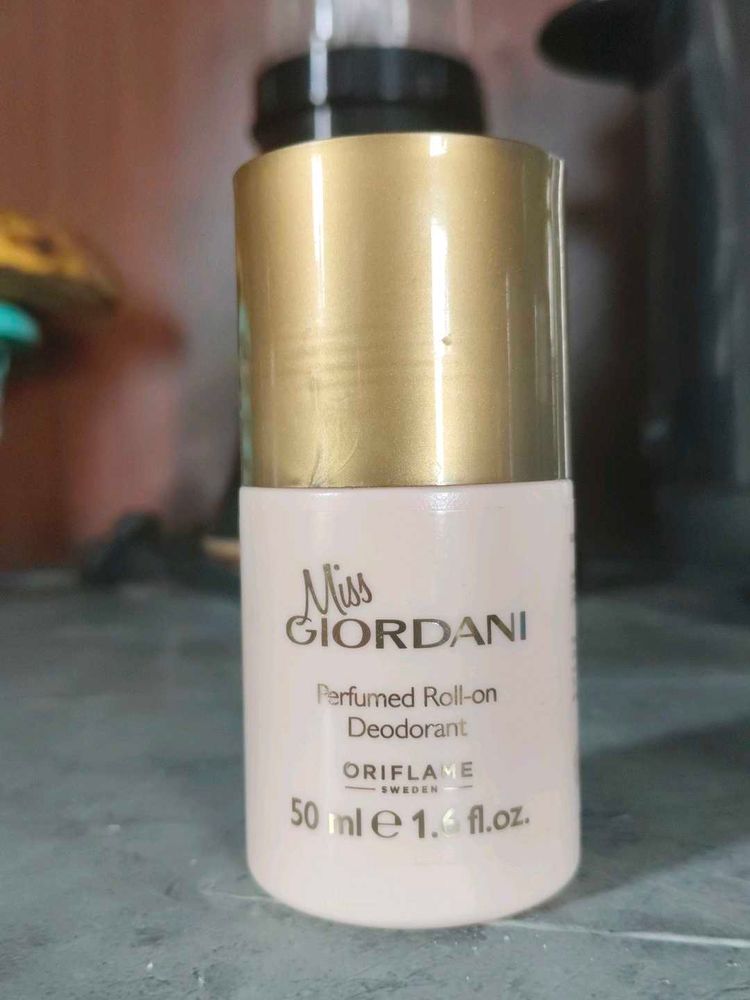 Miss
GIORDANI
Perfumed Roll-on
Deodorant
ORIFLAME
SWEDEN
50 ml e 1.6 fl.oz.